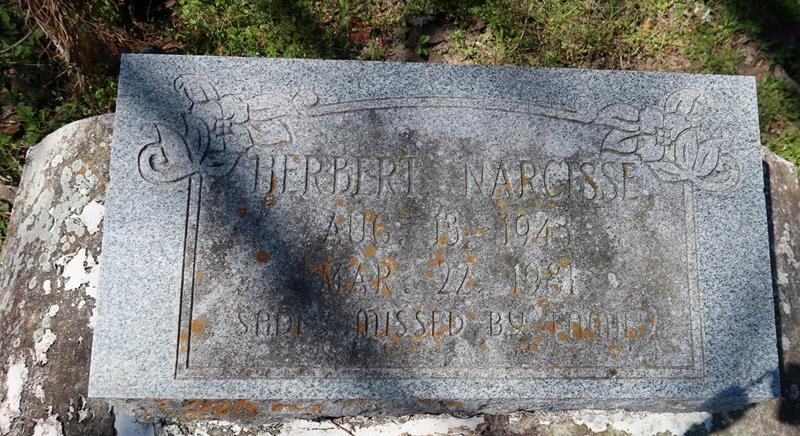 HERBERT NARCISSE
AUG. 13, 1943
MAR. 22, 1981
SADLY MISSED BY FAMILY